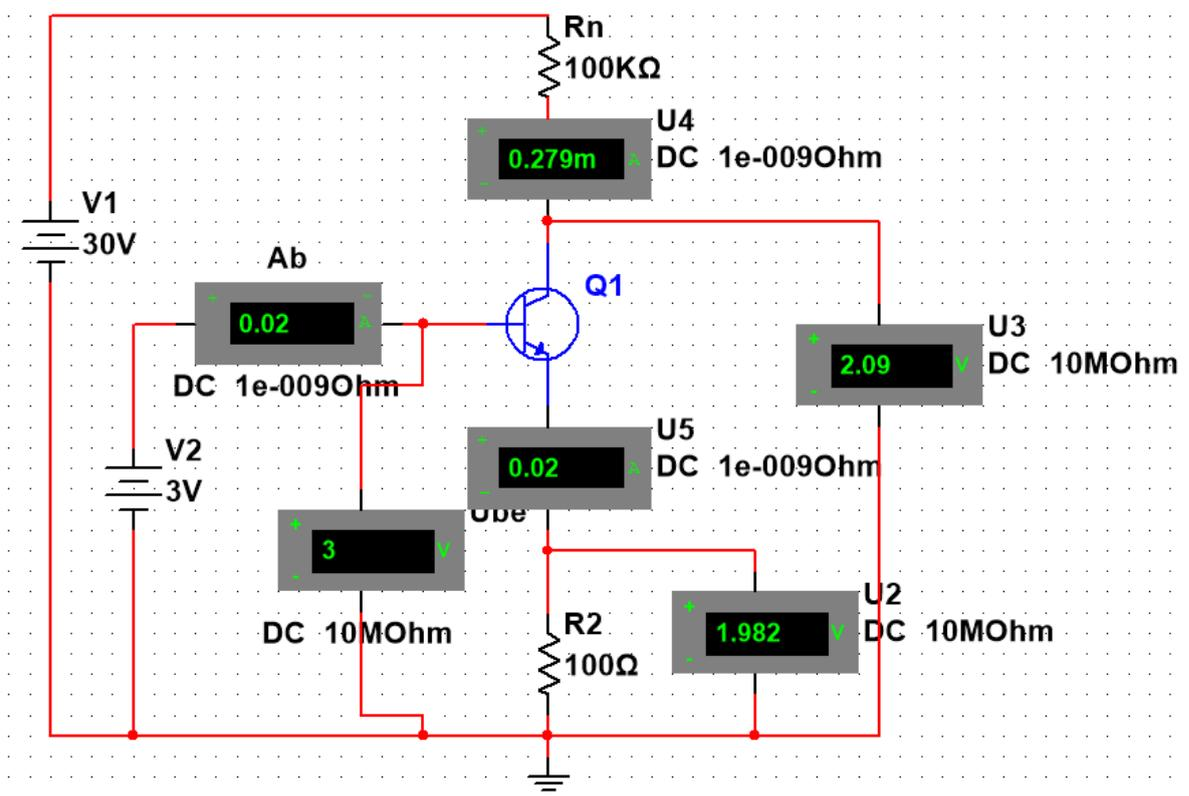 Rn
100KΩ
U4
0.279m A
DC 1e-009Ohm
V1
30V
Ab
0.02 A
DC 1e-009Ohm
Q1
U3
2.09 V
DC 10MOhm
V2
3V
U5
0.02 A
DC 1e-009Ohm
Ube
3 V
DC 10MOhm
R2
100Ω
U2
1.982 V
DC 10MOhm